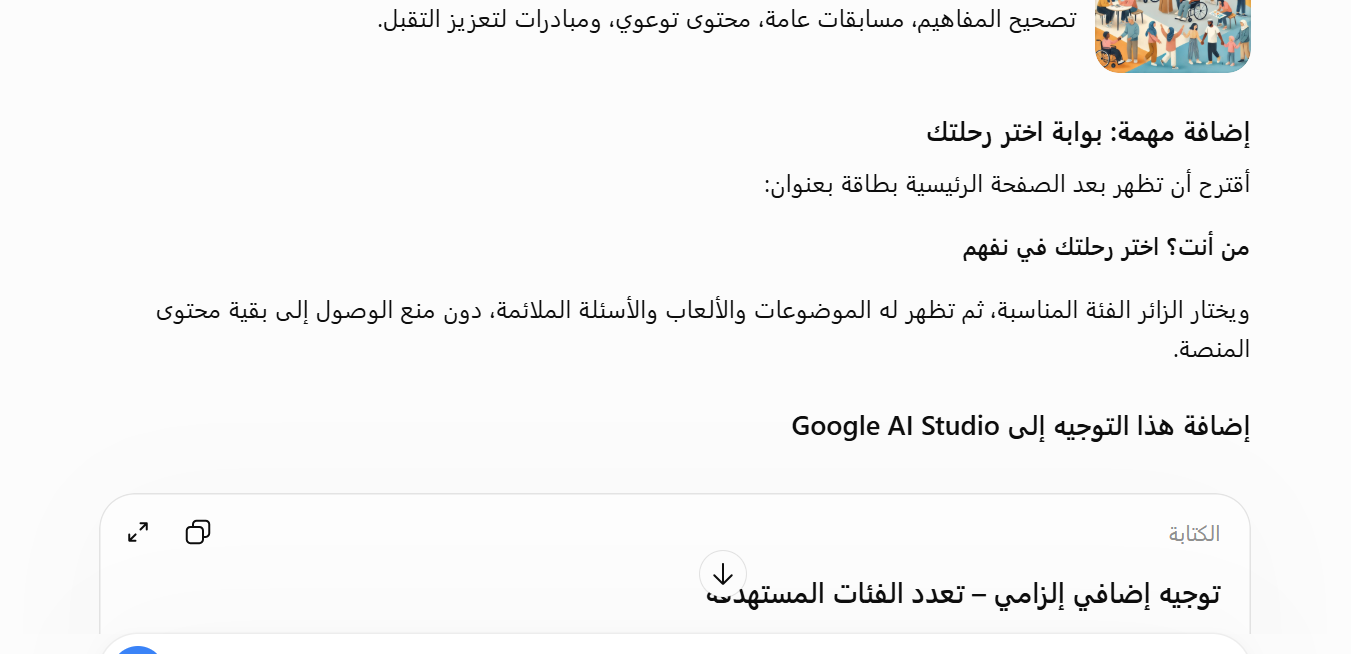 تصحيح المفاهيم، مسابقات عامة، محتوى توعوي، ومبادرات لتعزيز التقبل.
إضافة مهمة: بوابة اختر رحلتك
أقترح أن تظهر بعد الصفحة الرئيسية بطاقة بعنوان:
من أنت؟ اختر رحلتك في نفهم
ويختار الزائر الفئة المناسبة، ثم تظهر له الموضوعات والألعاب والأسئلة الملائمة، دون منع الوصول إلى بقية محتوى
المنصة.
إضافة هذا التوجيه إلى Google AI Studio
الكتابة
توجيه إضافي إلزامي – تعدد الفئات المستهدفة